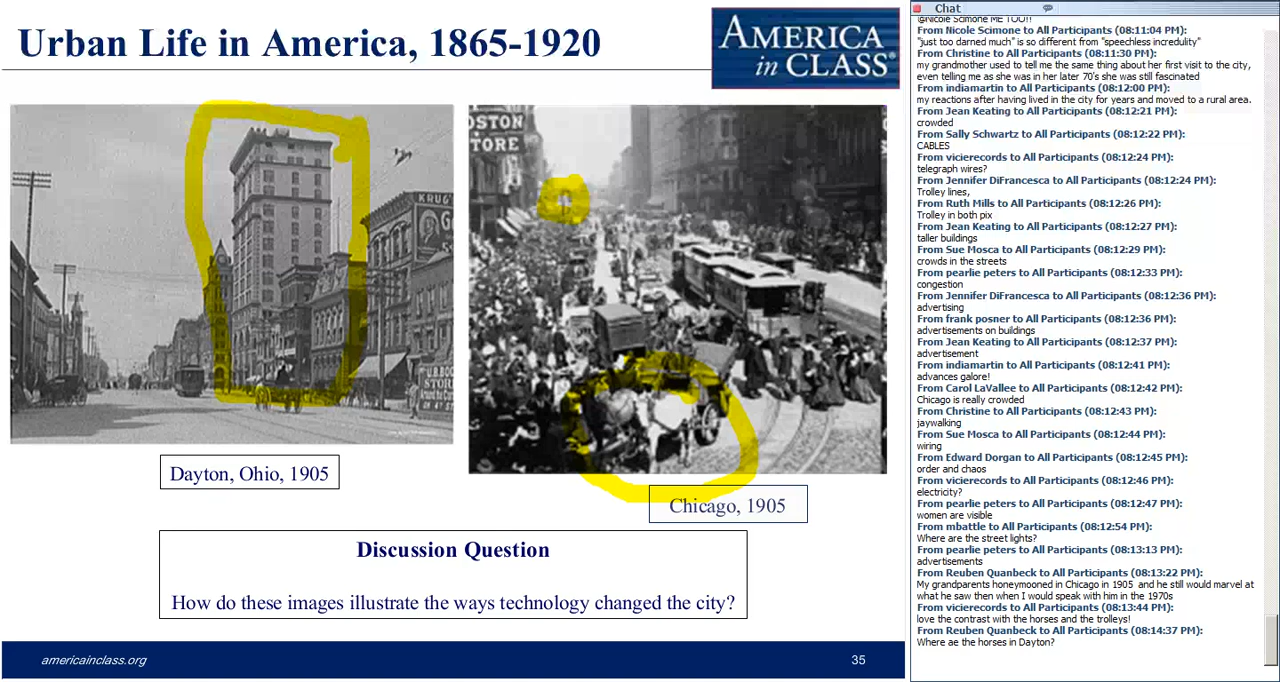 Urban Life in America, 1865-1920
AMERICA
in CLASS®
OSTON
STORE
TORE
KRUG
Dayton, Ohio, 1905
Chicago, 1905
Discussion Question
How do these images illustrate the ways technology changed the city?
americainclass.org
35
Chat
@Nicole Scimone ME TOO!!
From Nicole Scimone to All Participants (08:11:04 PM):
"just too darned much" is so different from "speechless incredulity"
From Christine to All Participants (08:11:30 PM):
my grandmother used to tell me the same thing about her first visit to the city,
even telling me as she was in her later 70's she was still fascinated
From indiamartin to All Participants (08:12:00 PM):
my reactions after having lived in the city for years and moved to a rural area.
From Jean Keating to All Participants (08:12:21 PM):
crowded
From Sally Schwartz to All Participants (08:12:22 PM):
CABLES
From vicierecords to All Participants (08:12:24 PM):
telegraph wires?
From Jennifer DiFrancesca to All Participants (08:12:24 PM):
Trolley lines,
From Ruth Mills to All Participants (08:12:26 PM):
Trolley in both pix
From Jean Keating to All Participants (08:12:27 PM):
taller buildings
From Sue Mosca to All Participants (08:12:29 PM):
crowds in the streets
From pearlie peters to All Participants (08:12:33 PM):
congestion
From Jennifer DiFrancesca to All Participants (08:12:36 PM):
advertising
From frank posner to All Participants (08:12:36 PM):
advertisements on buildings
From Jean Keating to All Participants (08:12:37 PM):
advertisement
From indiamartin to All Participants (08:12:41 PM):
advances galore!
From Carol LaVallee to All Participants (08:12:42 PM):
Chicago is really crowded
From Christine to All Participants (08:12:43 PM):
jaywalking
From Sue Mosca to All Participants (08:12:44 PM):
wiring
From Edward Dorgan to All Participants (08:12:45 PM):
order and chaos
From vicierecords to All Participants (08:12:46 PM):
electricity?
From pearlie peters to All Participants (08:12:47 PM):
women are visible
From mbattle to All Participants (08:12:54 PM):
Where are the street lights?
From pearlie peters to All Participants (08:13:13 PM):
advertisements
From Reuben Quanbeck to All Participants (08:13:22 PM):
My grandparents honeymooned in Chicago in 1905 and he still would marvel at
what he saw then when I would speak with him in the 1970s
From vicierecords to All Participants (08:13:44 PM):
love the contrast with the horses and the trolleys!
From Reuben Quanbeck to All Participants (08:14:37 PM):
Where ae the horses in Dayton?